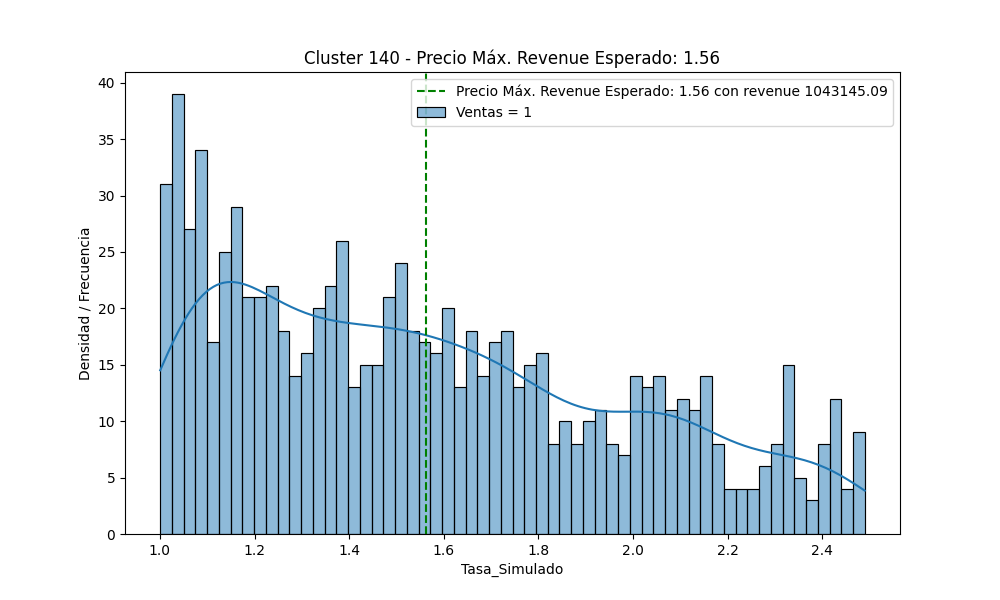 Cluster 140 - Precio Máx. Revenue Esperado: 1.56
Precio Máx. Revenue Esperado: 1.56 con revenue 1043145.09
Ventas = 1
Densidad / Frecuencia
40
35
30
25
20
15
10
5
0
1.0 1.2 1.4 1.6 1.8 2.0 2.2 2.4
Tasa_Simulado